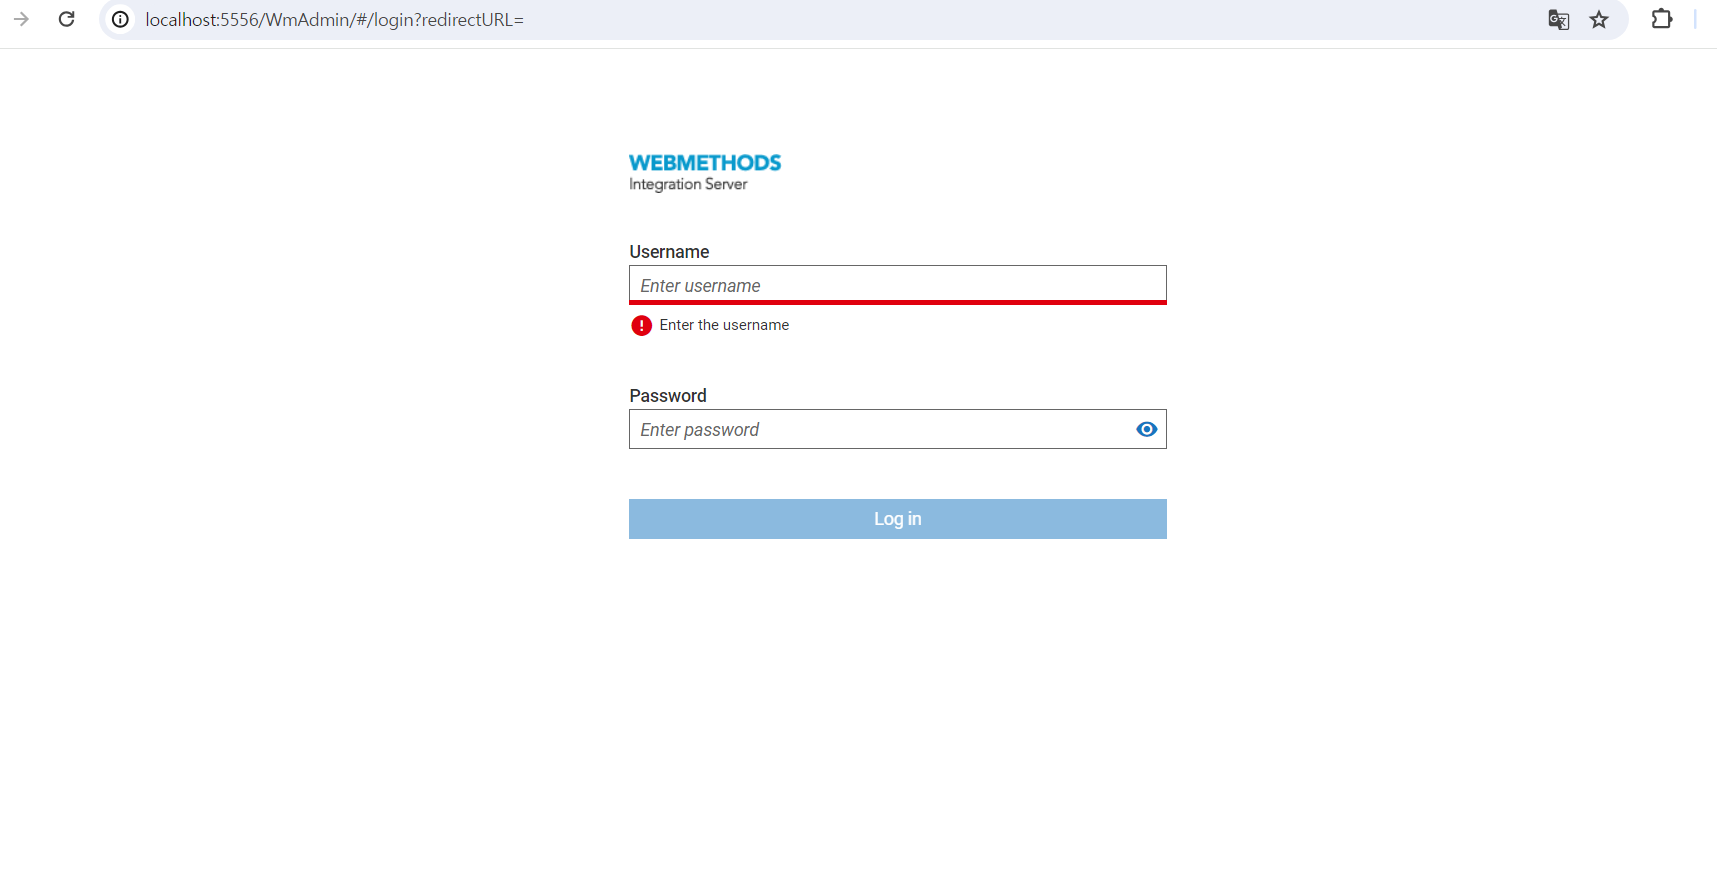 localhost:5556/WmAdmin/#/login?redirectURL=
WEBMETHODS
Integration Server
Username
Enter username
Enter the username
Password
Enter password
Log in